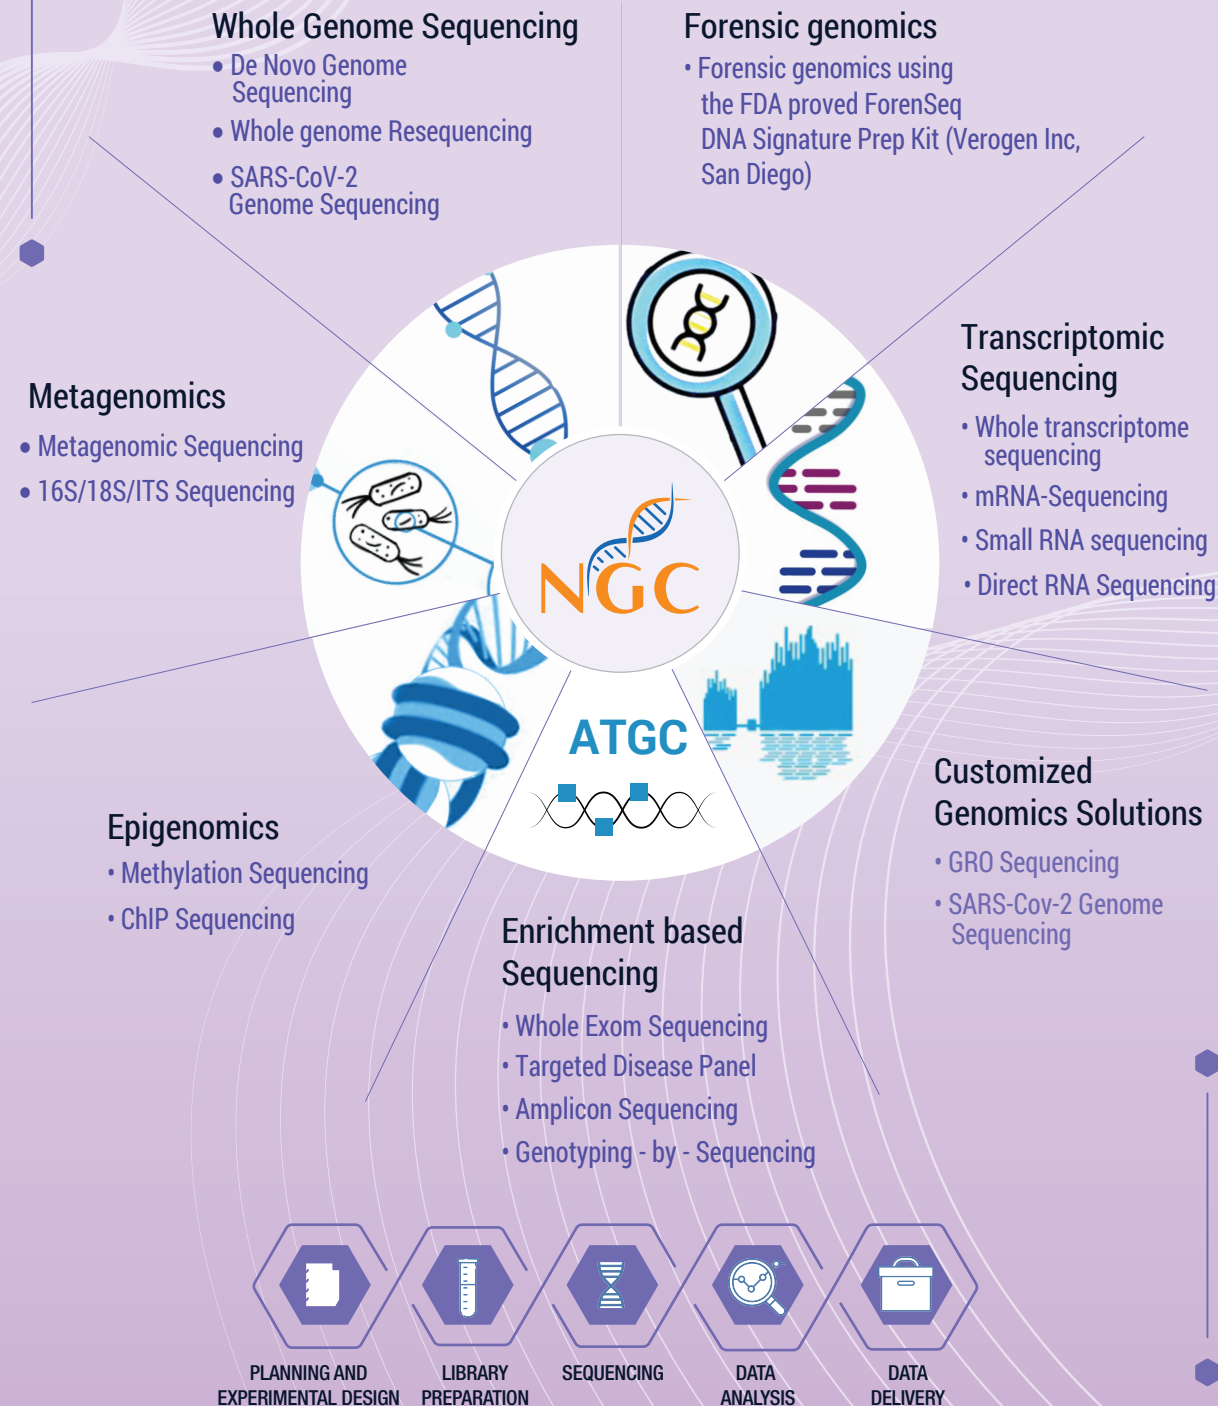 Whole Genome Sequencing
• De Novo Genome
Sequencing
• Whole genome Resequencing
• SARS-CoV-2
Genome Sequencing
Forensic genomics
• Forensic genomics using
the FDA proved ForenSeq
DNA Signature Prep Kit (Verogen Inc,
San Diego)
Transcriptomic
Sequencing
• Whole transcriptome
sequencing
• mRNA-Sequencing
• Small RNA sequencing
• Direct RNA Sequencing
Metagenomics
• Metagenomic Sequencing
• 16S/18S/ITS Sequencing
NGC
ATGC
Customized
Genomics Solutions
• GRO Sequencing
• SARS-Cov-2 Genome
Sequencing
Epigenomics
• Methylation Sequencing
• ChIP Sequencing
Enrichment based
Sequencing
• Whole Exom Sequencing
• Targeted Disease Panel
• Amplicon Sequencing
• Genotyping - by - Sequencing
PLANNING AND
EXPERIMENTAL DESIGN
LIBRARY
PREPARATION
SEQUENCING
DATA
ANALYSIS
DATA
DELIVERY